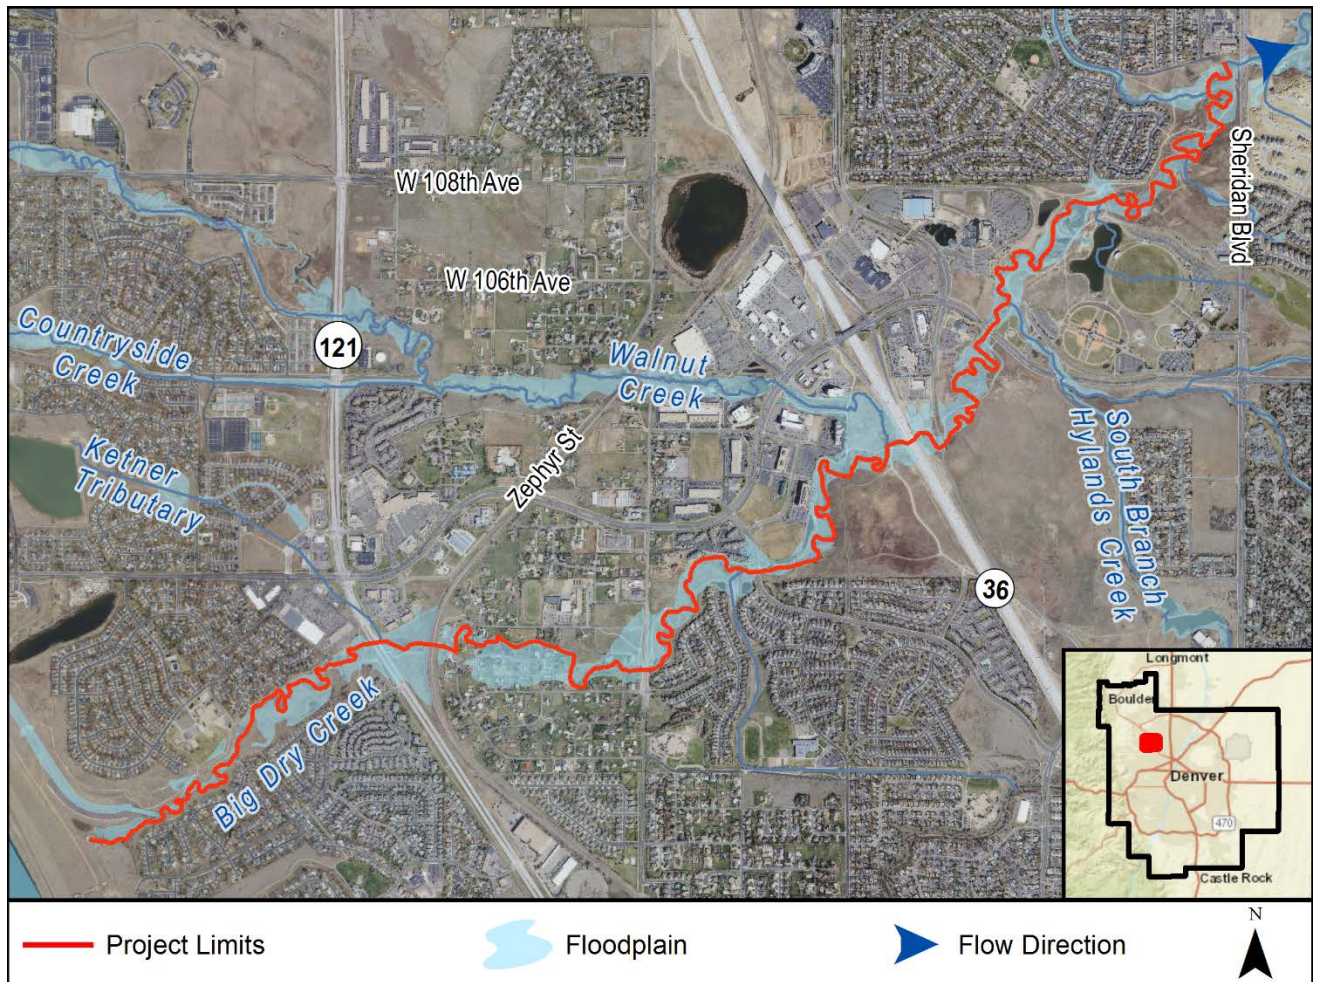 W 108th Ave
Sheridan Blvd
W 106th Ave
Countryside
Creek
121
Walnut
Creek
Ketner
Tributary
Zephyr St
South Branch
Hylands Creek
36
Big Dry Creek
Longmont
Boulder
Denver
470
Castle Rock
Project Limits
Floodplain
Flow Direction
N